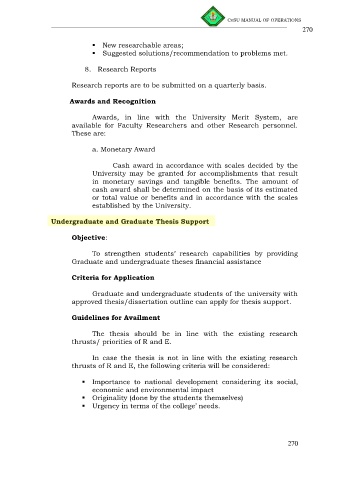 CvSU MANUAL OF OPERATIONS
270
▪ New researchable areas;
▪ Suggested solutions/recommendation to problems met.
8. Research Reports
Research reports are to be submitted on a quarterly basis.
Awards and Recognition
Awards, in line with the University Merit System, are
available for Faculty Researchers and other Research personnel.
These are:
a. Monetary Award
Cash award in accordance with scales decided by the
University may be granted for accomplishments that result
in monetary savings and tangible benefits. The amount of
cash award shall be determined on the basis of its estimated
or total value or benefits and in accordance with the scales
established by the University.
Undergraduate and Graduate Thesis Support
Objective:
To strengthen students' research capabilities by providing
Graduate and undergraduate theses financial assistance
Criteria for Application
Graduate and undergraduate students of the university with
approved thesis/dissertation outline can apply for thesis support.
Guidelines for Availment
The thesis should be in line with the existing research
thrusts/ priorities of R and E.
In case the thesis is not in line with the existing research
thrusts of R and E, the following criteria will be considered:
▪ Importance to national development considering its social,
economic and environmental impact
▪ Originality (done by the students themselves)
▪ Urgency in terms of the college' needs.
270